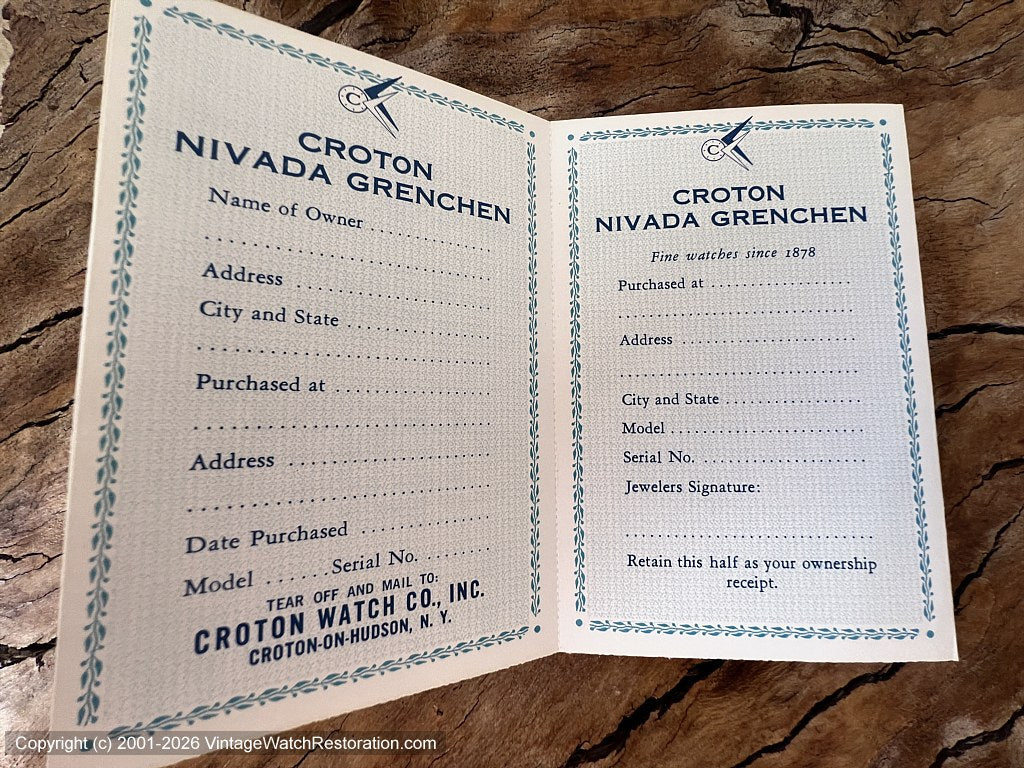 C
CROTON
NIVADA GRENCHEN
Name of Owner ..............
..............................
Address ......................
City and State ................
..............................
Purchased at ..................
..............................
Address ......................
..............................
Date Purchased ..............
Model ......Serial No. ........
TEAR OFF AND MAIL TO:
CROTON WATCH CO., INC.
CROTON-ON-HUDSON, N. Y.
C
CROTON
NIVADA GRENCHEN
Fine watches since 1878
Purchased at ...................
..............................
Address ........................
..............................
City and State ..................
Model .........................
Serial No. ......................
Jewelers Signature:
..............................
Retain this half as your ownership
receipt.
Copyright (c) 2001-2026 VintageWatchRestoration.com